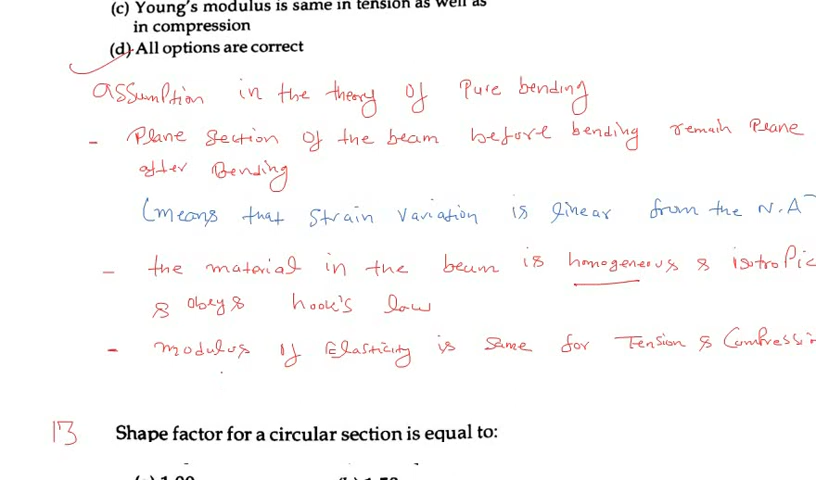 (c) Young's modulus is same in tension as well as
in compression
(d) All options are correct
Assumption in the theory of Pure bending
- Plane section of the beam before bending remain Plane
after Bending
(means that strain variation is linear from the N.A
- the material in the beam is homogeneous & isotropic
& obeys hook's law
- modulus of Elasticity is same for Tension & Compressi
13 Shape factor for a circular section is equal to: